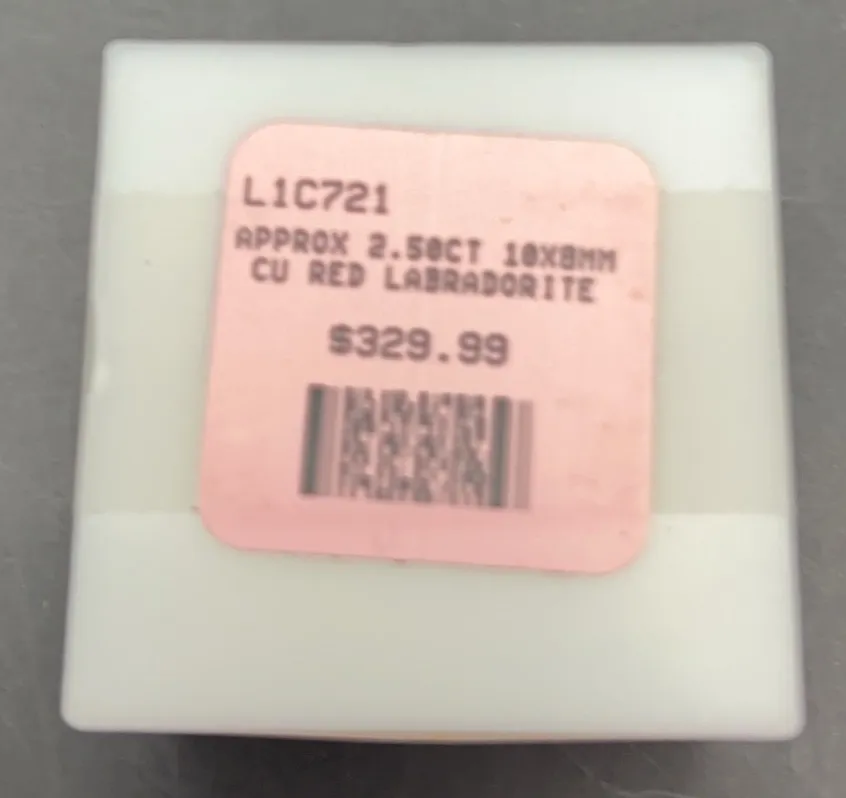 L1C721
APPROX 2.50CT 10X8MM
CU RED LABRADORITE
$329.99